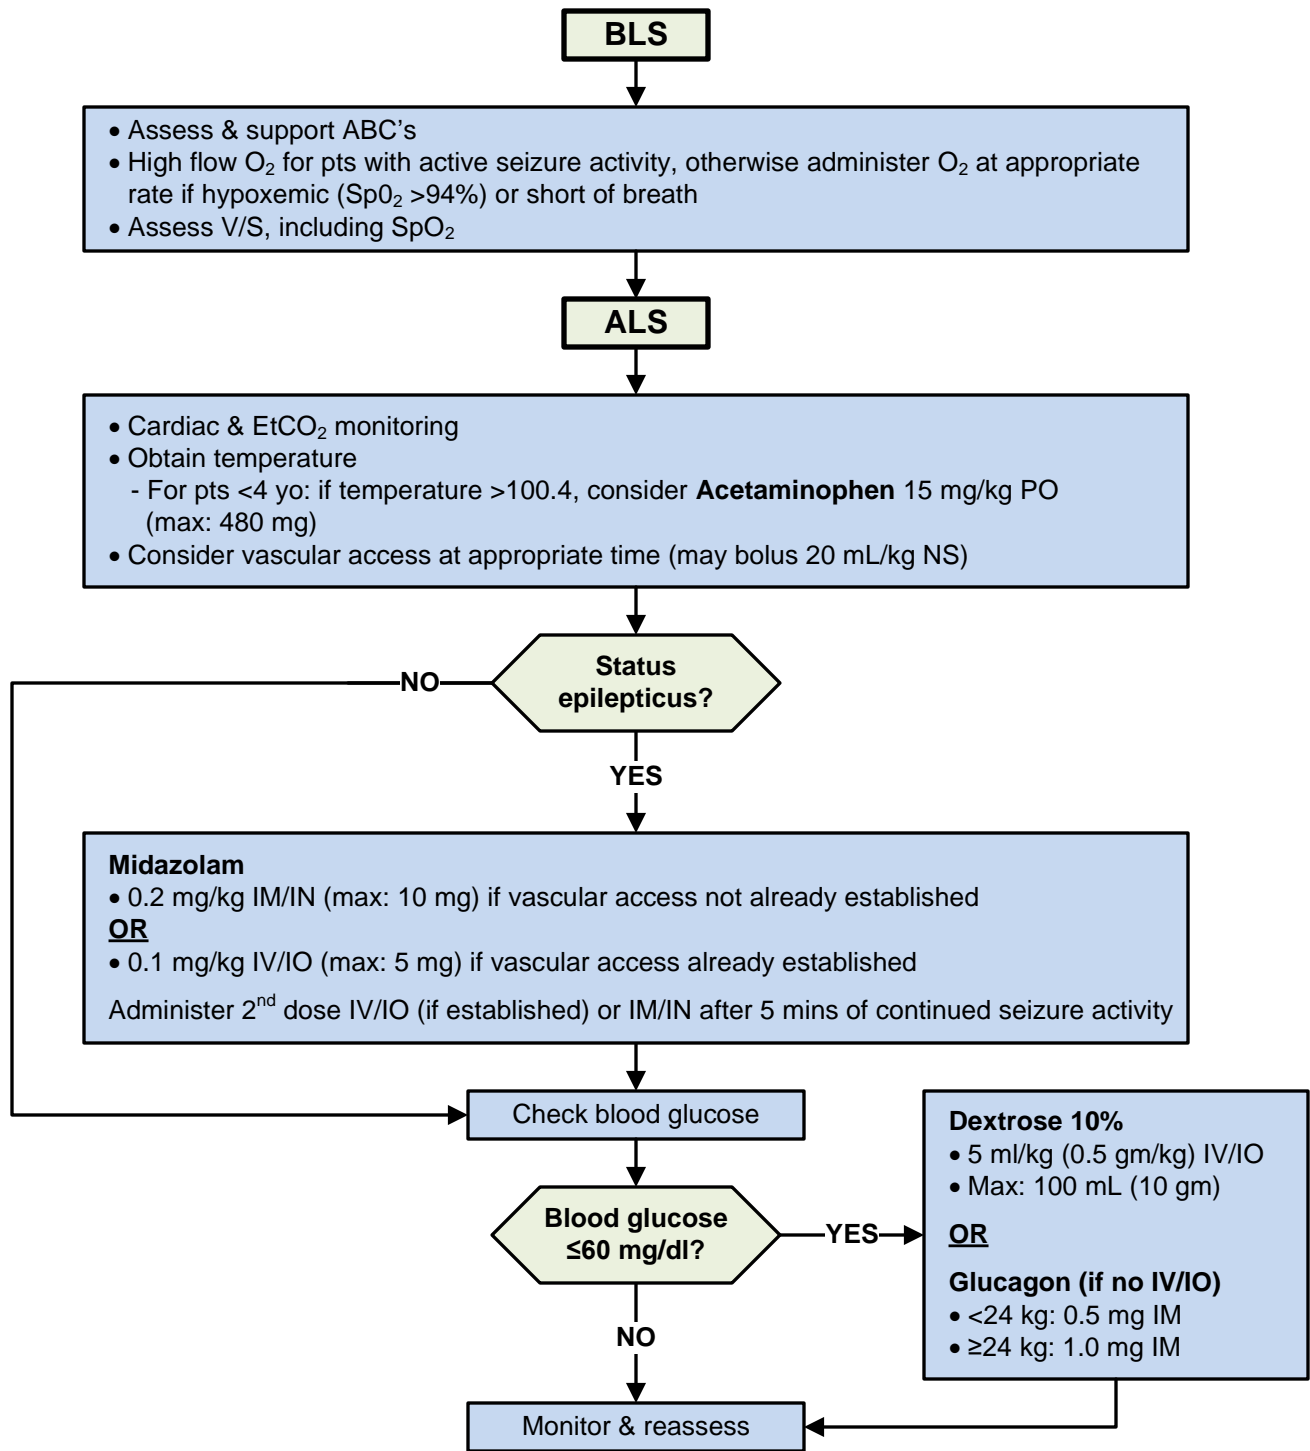 BLS
• Assess & support ABC's
• High flow O₂ for pts with active seizure activity, otherwise administer O₂ at appropriate
rate if hypoxemic (Sp0₂ >94%) or short of breath
• Assess V/S, including SpO₂
ALS
• Cardiac & EtCO₂ monitoring
• Obtain temperature
- For pts <4 yo: if temperature >100.4, consider Acetaminophen 15 mg/kg PO
(max: 480 mg)
• Consider vascular access at appropriate time (may bolus 20 mL/kg NS)
Status
epilepticus?
NO
YES
Midazolam
• 0.2 mg/kg IM/IN (max: 10 mg) if vascular access not already established
OR
• 0.1 mg/kg IV/IO (max: 5 mg) if vascular access already established
Administer 2nd dose IV/IO (if established) or IM/IN after 5 mins of continued seizure activity
Check blood glucose
Blood glucose
≤60 mg/dl?
YES
Dextrose 10%
• 5 ml/kg (0.5 gm/kg) IV/IO
• Max: 100 mL (10 gm)
OR
Glucagon (if no IV/IO)
• <24 kg: 0.5 mg IM
• ≥24 kg: 1.0 mg IM
NO
Monitor & reassess